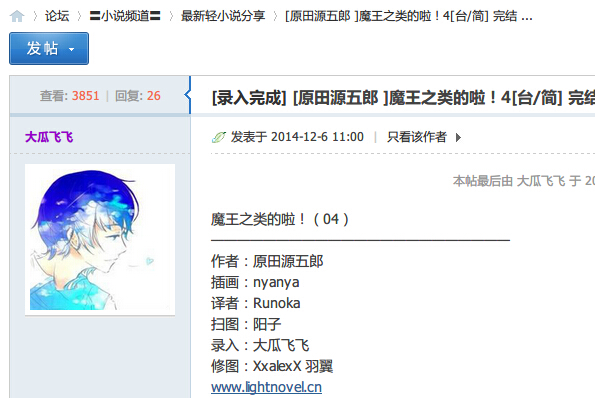 论坛 〉 〓小说频道〓 〉 最新轻小说分享 〉 [原田源五郎 ]魔王之类的啦！4[台/简] 完结 ...
发帖
查看: 3851 | 回复: 26
[录入完成] [原田源五郎 ]魔王之类的啦！4[台/简] 完结
大瓜飞飞
发表于 2014-12-6 11:00 | 只看该作者
本帖最后由 大瓜飞飞 于 20
魔王之类的啦！（04）
作者：原田源五郎
插画：nyanya
译者：Runoka
扫图：阳子
录入：大瓜飞飞
修图：XxalexX 羽翼
www.lightnovel.cn